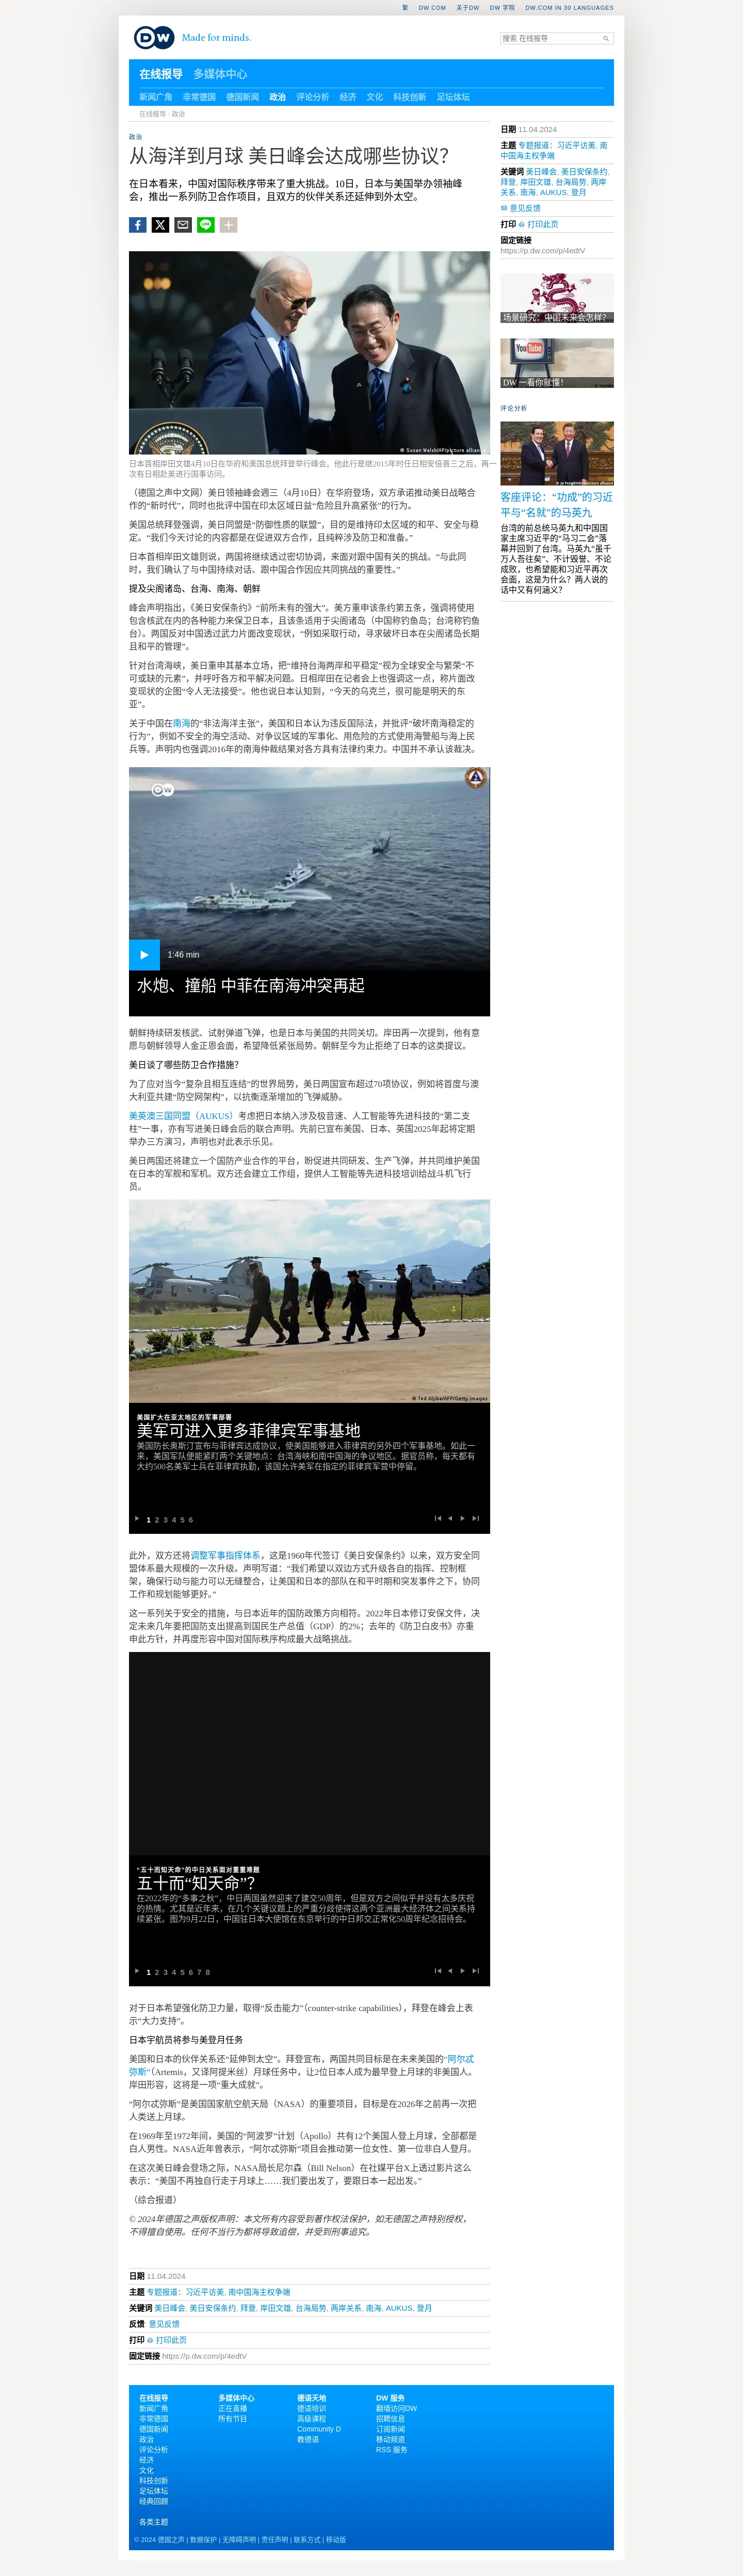 繁 DW.COM 关于DW DW 学院 DW.COM IN 30 LANGUAGES
DW Made for minds.
搜索 在线报导
在线报导 多媒体中心
新闻广角 非常德国 德国新闻 政治 评论分析 经济 文化 科技创新 足坛体坛
在线报导 / 政治
政治
从海洋到月球 美日峰会达成哪些协议？
在日本看来，中国对国际秩序带来了重大挑战。10日，日本与美国举办领袖峰
会，推出一系列防卫合作项目，且双方的伙伴关系还延伸到外太空。
© Susan Walsh/AP/picture alliance
日本首相岸田文雄4月10日在华府和美国总统拜登举行峰会。他此行是继2015年时任日相安倍晋三之后，再一
次有日相赴美进行国事访问。
（德国之声中文网）美日领袖峰会週三（4月10日）在华府登场，双方承诺推动美日战略合
作的“新时代”，同时也批评中国在印太区域日益“危险且升高紧张”的行为。
美国总统拜登强调，美日同盟是“防御性质的联盟”，目的是维持印太区域的和平、安全与稳
定。“我们今天讨论的内容都是在促进双方合作，且纯粹涉及防卫和准备。”
日本首相岸田文雄则说，两国将继续透过密切协调，来面对跟中国有关的挑战。“与此同
时，我们确认了与中国持续对话、跟中国合作因应共同挑战的重要性。”
提及尖阁诸岛、台海、南海、朝鲜
峰会声明指出，《美日安保条约》“前所未有的强大”。美方重申该条约第五条，强调将使用
包含核武在内的各种能力来保卫日本，且该条适用于尖阁诸岛（中国称钓鱼岛；台湾称钓鱼
台）。两国反对中国透过武力片面改变现状，“例如采取行动，寻求破坏日本在尖阁诸岛长期
且和平的管理”。
针对台湾海峡，美日重申其基本立场，把“维持台海两岸和平稳定”视为全球安全与繁荣“不
可或缺的元素”，并呼吁各方和平解决问题。日相岸田在记者会上也强调这一点，称片面改
变现状的企图“令人无法接受”。他也说日本认知到，“今天的乌克兰，很可能是明天的东
亚”。
关于中国在南海的“非法海洋主张”，美国和日本认为违反国际法，并批评“破坏南海稳定的
行为”，例如不安全的海空活动、对争议区域的军事化、用危险的方式使用海警船与海上民
兵等。声明内也强调2016年的南海仲裁结果对各方具有法律约束力。中国并不承认该裁决。
DW
1:46 min
水炮、撞船 中菲在南海冲突再起
朝鲜持续研发核武、试射弹道飞弹，也是日本与美国的共同关切。岸田再一次提到，他有意
愿与朝鲜领导人金正恩会面，希望降低紧张局势。朝鲜至今为止拒绝了日本的这类提议。
美日谈了哪些防卫合作措施？
为了应对当今“复杂且相互连结”的世界局势，美日两国宣布超过70项协议，例如将首度与澳
大利亚共建“防空网架构”，以抗衡逐渐增加的飞弹威胁。
美英澳三国同盟（AUKUS）考虑把日本纳入涉及极音速、人工智能等先进科技的“第二支
柱”一事，亦有写进美日峰会后的联合声明。先前已宣布美国、日本、英国2025年起将定期
举办三方演习，声明也对此表示乐见。
美日两国还将建立一个国防产业合作的平台，盼促进共同研发、生产飞弹，并共同维护美国
在日本的军舰和军机。双方还会建立工作组，提供人工智能等先进科技培训给战斗机飞行
员。
© Ted Aljibe/AFP/Getty Images
美国扩大在亚太地区的军事部署
美军可进入更多菲律宾军事基地
美国防长奥斯汀宣布与菲律宾达成协议，使美国能够进入菲律宾的另外四个军事基地。如此一
来，美国军队便能紧盯两个关键地点：台湾海峡和南中国海的争议地区。据官员称，每天都有
大约500名美军士兵在菲律宾执勤，该国允许美军在指定的菲律宾军营中停留。
1 2 3 4 5 6
此外，双方还将调整军事指挥体系，这是1960年代签订《美日安保条约》以来，双方安全同
盟体系最大规模的一次升级。声明写道：“我们希望以双边方式升级各自的指挥、控制框
架，确保行动与能力可以无缝整合，让美国和日本的部队在和平时期和突发事件之下，协同
工作和规划能够更好。”
这一系列关于安全的措施，与日本近年的国防政策方向相符。2022年日本修订安保文件，决
定未来几年要把国防支出提高到国民生产总值（GDP）的2%；去年的《防卫白皮书》亦重
申此方针，并再度形容中国对国际秩序构成最大战略挑战。
“五十而知天命”的中日关系面对重重难题
五十而“知天命”？
在2022年的“多事之秋”，中日两国虽然迎来了建交50周年，但是双方之间似乎并没有太多庆祝
的热情。尤其是近年来，在几个关键议题上的严重分歧使得这两个亚洲最大经济体之间关系持
续紧张。图为9月22日，中国驻日本大使馆在东京举行的中日邦交正常化50周年纪念招待会。
1 2 3 4 5 6 7 8
对于日本希望强化防卫力量，取得“反击能力”（counter-strike capabilities），拜登在峰会上表
示“大力支持”。
日本宇航员将参与美登月任务
美国和日本的伙伴关系还“延伸到太空”。拜登宣布，两国共同目标是在未来美国的“阿尔忒
弥斯”（Artemis，又译阿提米丝）月球任务中，让2位日本人成为最早登上月球的非美国人。
岸田形容，这将是一项“重大成就”。
“阿尔忒弥斯”是美国国家航空航天局（NASA）的重要项目，目标是在2026年之前再一次把
人类送上月球。
在1969年至1972年间，美国的“阿波罗”计划（Apollo）共有12个美国人登上月球，全部都是
白人男性。NASA近年曾表示，“阿尔忒弥斯”项目会推动第一位女性、第一位非白人登月。
在这次美日峰会登场之际，NASA局长尼尔森（Bill Nelson）在社媒平台X上透过影片这么
表示：“美国不再独自行走于月球上……我们要出发了，要跟日本一起出发。”
（综合报道）
© 2024年德国之声版权声明：本文所有内容受到著作权法保护，如无德国之声特别授权，
不得擅自使用。任何不当行为都将导致追偿，并受到刑事追究。
日期 11.04.2024
主题 专题报道：习近平访美, 南中国海主权争端
关键词 美日峰会, 美日安保条约, 拜登, 岸田文雄, 台海局势, 两岸关系, 南海, AUKUS, 登月
反馈: 意见反馈
打印 打印此页
固定链接 https://p.dw.com/p/4edtV
日期 11.04.2024
主题 专题报道：习近平访美, 南
中国海主权争端
关键词 美日峰会, 美日安保条约,
拜登, 岸田文雄, 台海局势, 两岸
关系, 南海, AUKUS, 登月
意见反馈
打印 打印此页
固定链接
https://p.dw.com/p/4edtV
场景研究：中国未来会怎样？
YouTube
DW 一看你就懂！
评论分析
客座评论：“功成”的习近
平与“名就”的马英九
台湾的前总统马英九和中国国
家主席习近平的“马习二会”落
幕并回到了台湾。马英九“虽千
万人吾往矣”、不计毁誉、不论
成败，也希望能和习近平再次
会面，这是为什么？两人说的
话中又有何涵义？
在线报导
新闻广角
非常德国
德国新闻
政治
评论分析
经济
文化
科技创新
足坛体坛
经典回顾
各类主题
多媒体中心
正在直播
所有节目
德语天地
德语培训
高级课程
Community D
教德语
DW 服务
翻墙访问DW
招聘信息
订阅新闻
移动频道
RSS 服务
© 2024 德国之声 | 数据保护 | 无障碍声明 | 责任声明 | 联系方式 | 移动版